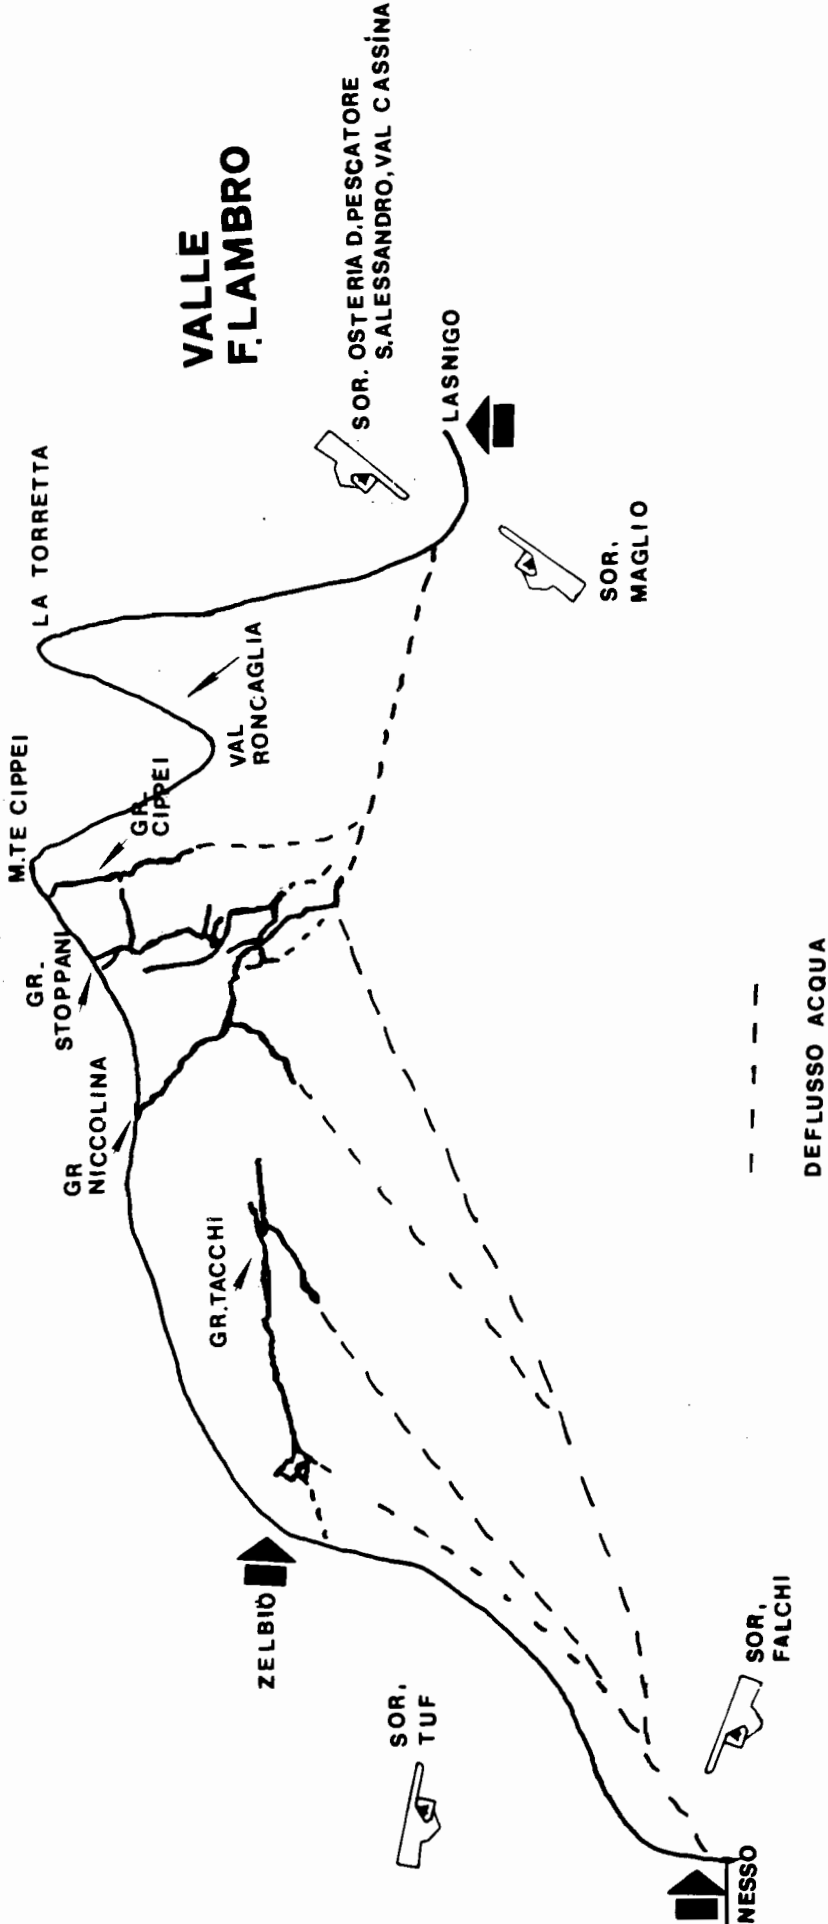 VALLE
F.LAMBRO
SOR. OSTERIA D.PESCATORE
S.ALESSANDRO,VAL CASSINA
LASNIGO
SOR.
MAGLIO
LA TORRETTA
VAL
RONCAGLIA
M.TE CIPPEI
GR.
CIPPEI
GR.
STOPPANI
GR
NICCOLINA
GR.TACCHI
ZELBIO
SOR.
TUF
SOR.
FALCHI
NESSO
DEFLUSSO ACQUA